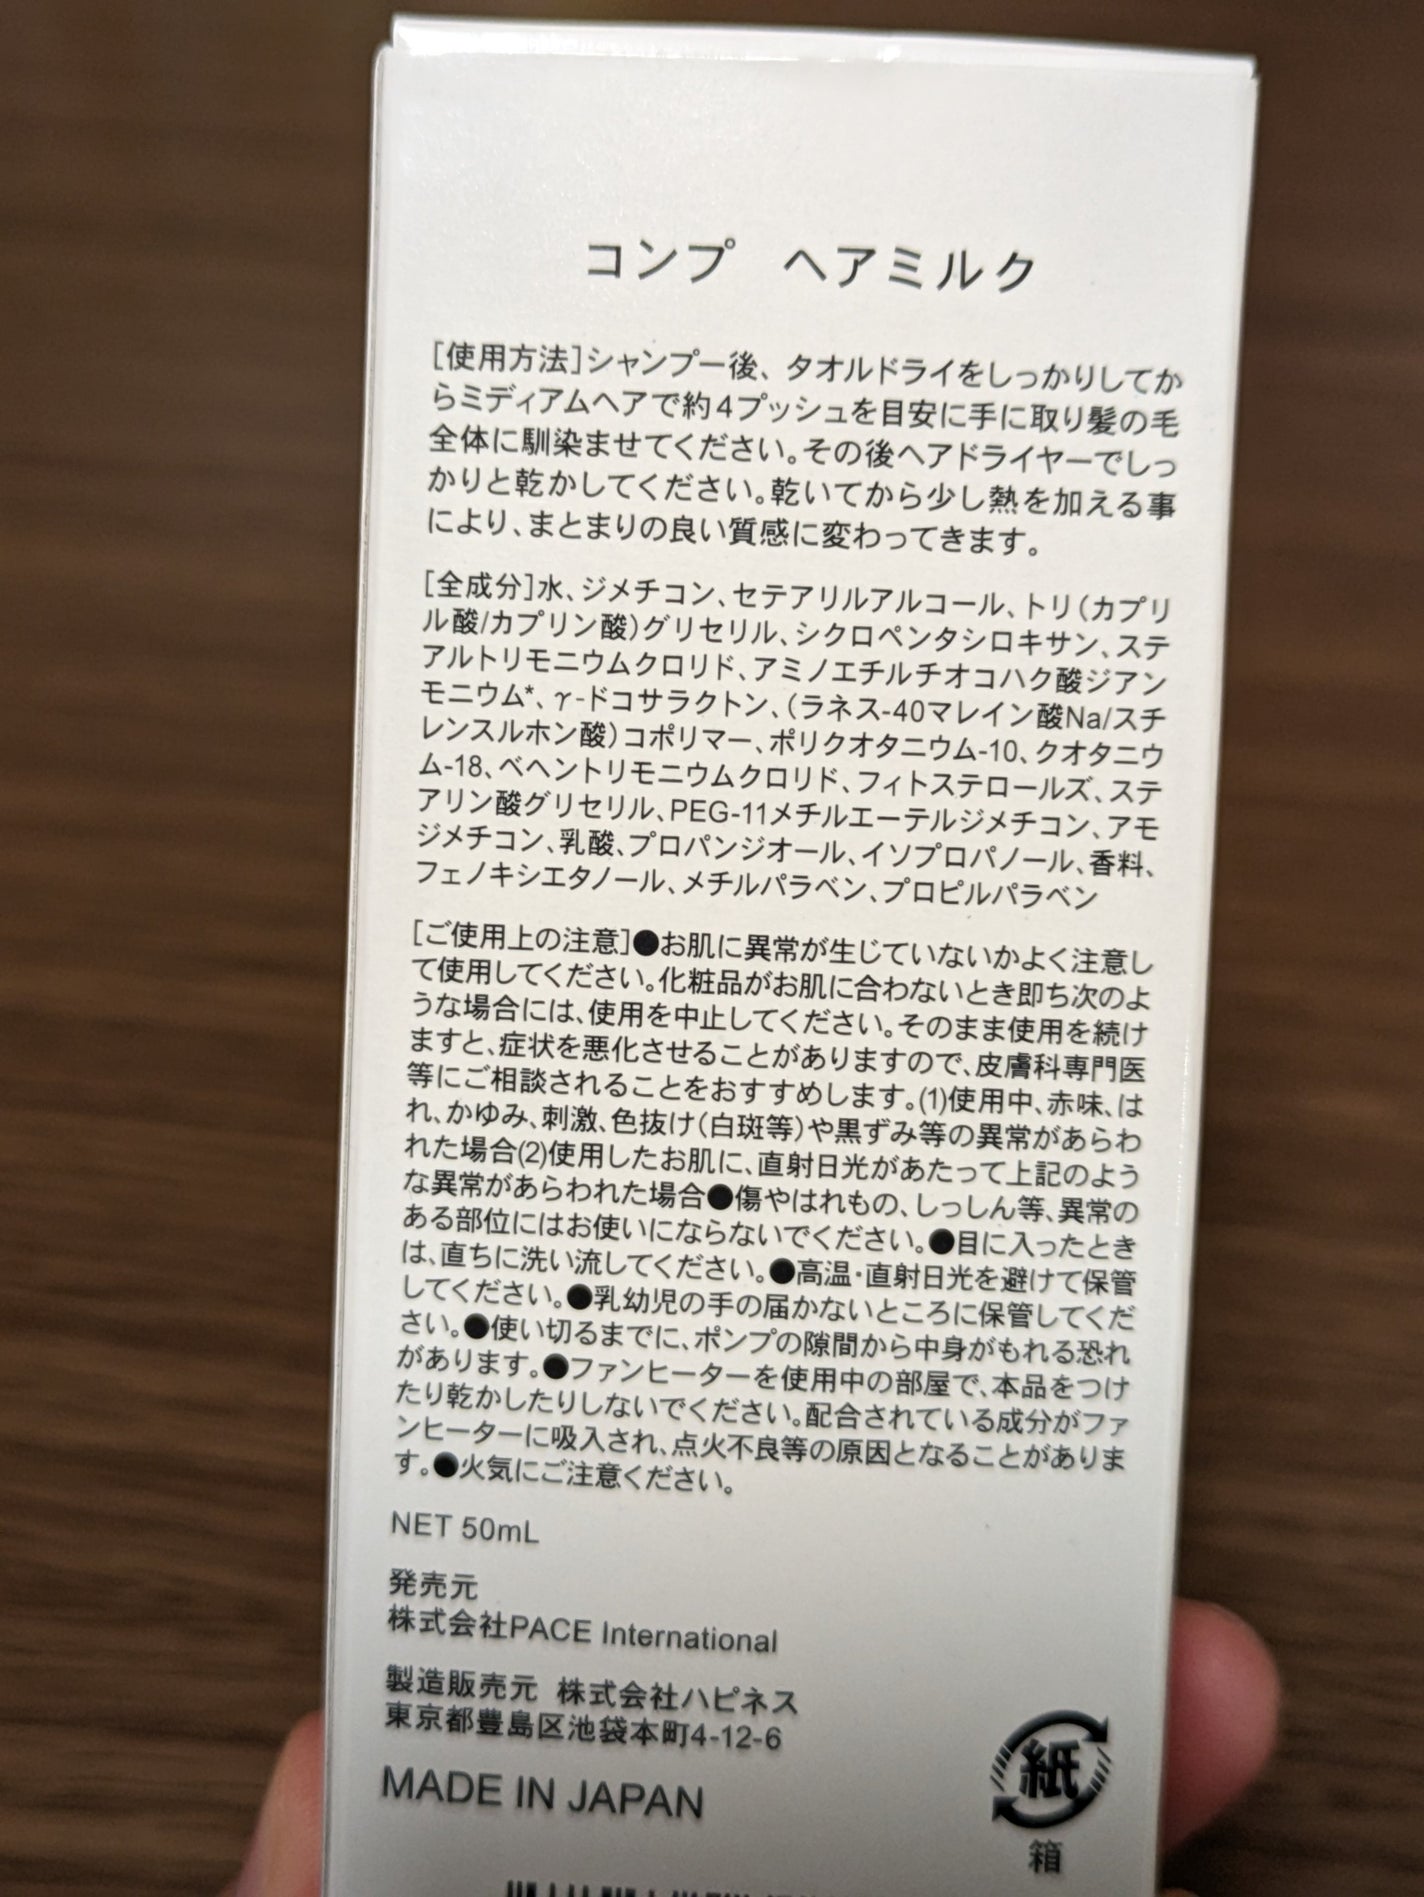 コンプ ヘアミルク
[使用方法]シャンプー後、タオルドライをしっかりしてか
らミディアムヘアで約4プッシュを目安に手に取り髪の毛
全体に馴染ませてください。その後ヘアドライヤーでしっ
かりと乾かしてください。乾いてから少し熱を加える事
により、まとまりの良い質感に変わってきます。
[全成分]水、ジメチコン、セテアリルアルコール、トリ(カプリ
ル酸/カプリン酸)グリセリル、シクロペンタシロキサン、ステ
アルトリモニウムクロリド、アミノエチルチオコハク酸ジアン
モニウム*、γ-ドコサラクトン、(ラネス-40マレイン酸Na/スチ
レンスルホン酸)コポリマー、ポリクオタニウム-10、クオタニウ
ム-18、ベヘントリモニウムクロリド、フィトステロールズ、ステ
アリン酸グリセリル、PEG-11メチルエーテルジメチコン、アモ
ジメチコン、乳酸、プロパンジオール、イソプロパノール、香料、
フェノキシエタノール、メチルパラベン、プロピルパラベン
[ご使用上の注意]●お肌に異常が生じていないかよく注意し
て使用してください。化粧品がお肌に合わないとき即ち次のよ
うな場合には、使用を中止してください。そのまま使用を続け
ますと、症状を悪化させることがありますので、皮膚科専門医
等にご相談されることをおすすめします。(1)使用中、赤味、は
れ、かゆみ、刺激、色抜け(白斑等)や黒ずみ等の異常があらわ
れた場合(2)使用したお肌に、直射日光があたって上記のよう
な異常があらわれた場合●傷やはれもの、しっしん等、異常の
ある部位にはお使いにならないでください。●目に入ったとき
は、直ちに洗い流してください。●高温・直射日光を避けて保管
してください。●乳幼児の手の届かないところに保管してくだ
さい。●使い切るまでに、ポンプの隙間から中身がもれる恐れ
があります。●ファンヒーターを使用中の部屋で、本品をつけ
たり乾かしたりしないでください。配合されている成分がファ
ンヒーターに吸入され、点火不良等の原因となることがありま
す。●火気にご注意ください。
NET 50mL
発売元
株式会社PACE International
製造販売元 株式会社ハピネス
東京都豊島区池袋本町4-12-6
MADE IN JAPAN
紙
箱